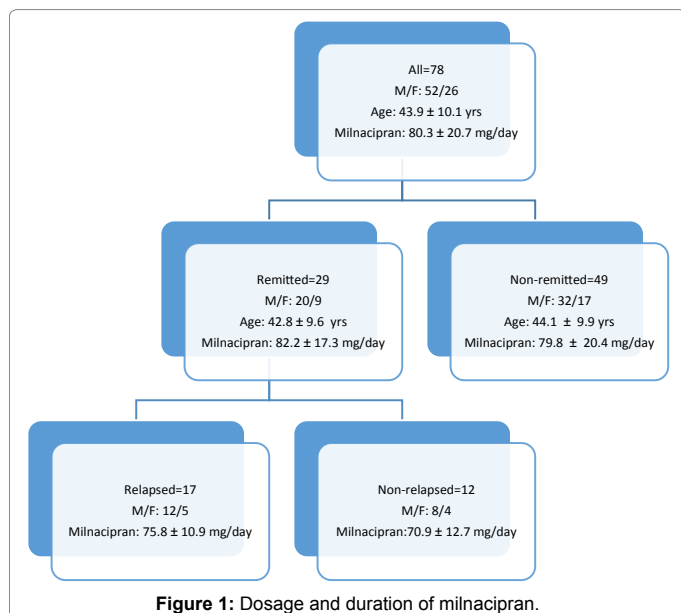 All=78
M/F: 52/26
Age: 43.9 ± 10.1 yrs
Milnacipran: 80.3 ± 20.7 mg/day
Remitted=29
M/F: 20/9
Age: 42.8 ± 9.6 yrs
Milnacipran: 82.2 ± 17.3 mg/day
Non-remitted=49
M/F: 32/17
Age: 44.1 ± 9.9 yrs
Milnacipran: 79.8 ± 20.4 mg/day
Relapsed=17
M/F: 12/5
Milnacipran: 75.8 ± 10.9 mg/day
Non-relapsed=12
M/F: 8/4
Milnacipran:70.9 ± 12.7 mg/day
Figure 1: Dosage and duration of milnacipran.